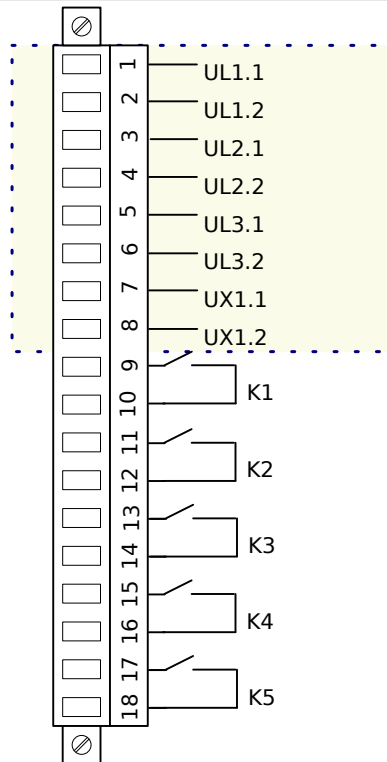 1 UL1.1
2 UL1.2
3 UL2.1
4 UL2.2
5 UL3.1
6 UL3.2
7 UX1.1
8 UX1.2
9
10 K1
11
12 K2
13
14 K3
15
16 K4
17
18 K5